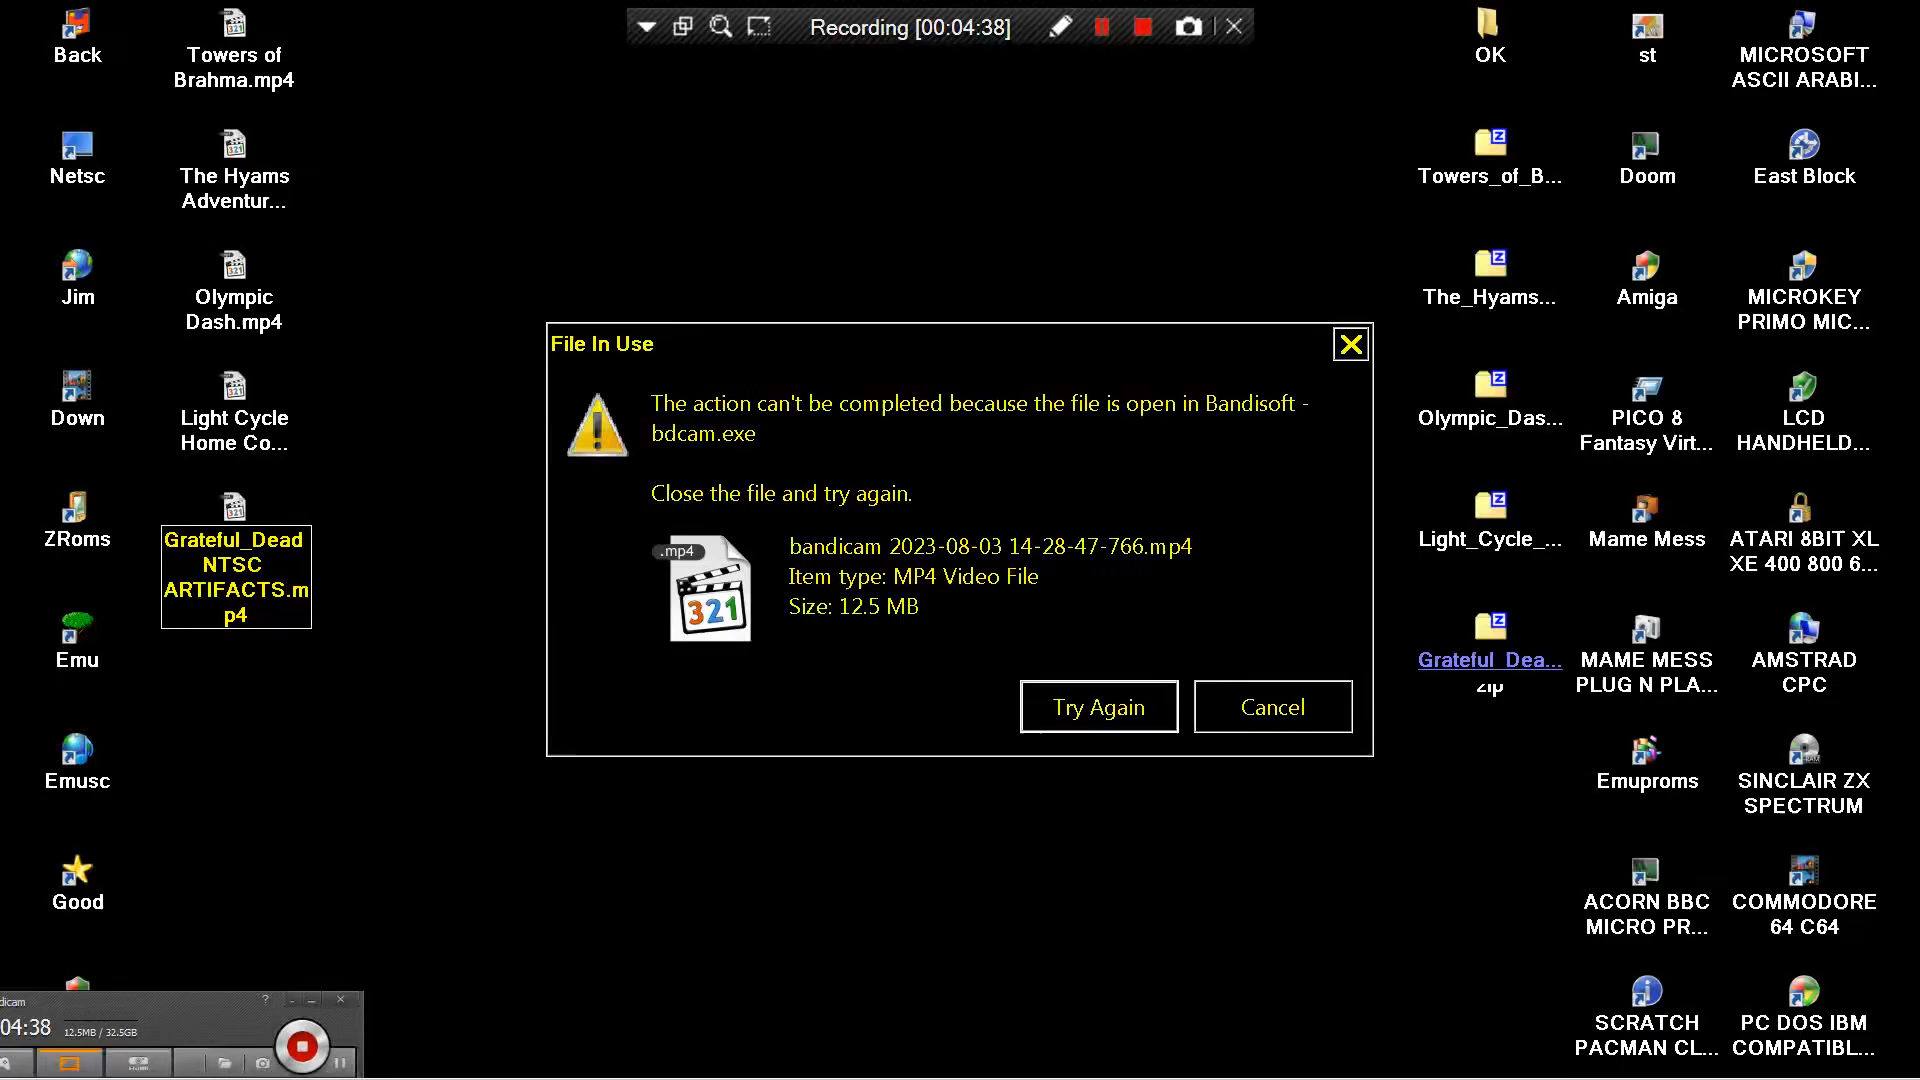 Recording [00:04:38]
Back
Towers of
Brahma.mp4
OK
st
MICROSOFT
ASCII ARABI...
Netsc
The Hyams
Adventur...
Towers_of_B...
Doom
East Block
Jim
Olympic
Dash.mp4
The_Hyams...
Amiga
MICROKEY
PRIMO MIC...
Down
Light Cycle
Home Co...
Olympic_Das...
PICO 8
Fantasy Virt...
LCD
HANDHELD...
ZRoms
Grateful_Dead
NTSC
ARTIFACTS.m
p4
Light_Cycle_...
Mame Mess
ATARI 8BIT XL
XE 400 800 6...
Emu
Grateful_Dea...
zip
MAME MESS
PLUG N PLA...
AMSTRAD
CPC
Emusc
Emuproms
SINCLAIR ZX
SPECTRUM
Good
ACORN BBC
MICRO PR...
COMMODORE
64 C64
SCRATCH
PACMAN CL...
PC DOS IBM
COMPATIBL...
File In Use
The action can't be completed because the file is open in Bandisoft -
bdcam.exe
Close the file and try again.
.mp4
321
bandicam 2023-08-03 14-28-47-766.mp4
Item type: MP4 Video File
Size: 12.5 MB
Try Again
Cancel
dicam
04:38
12.5MB / 32.5GB